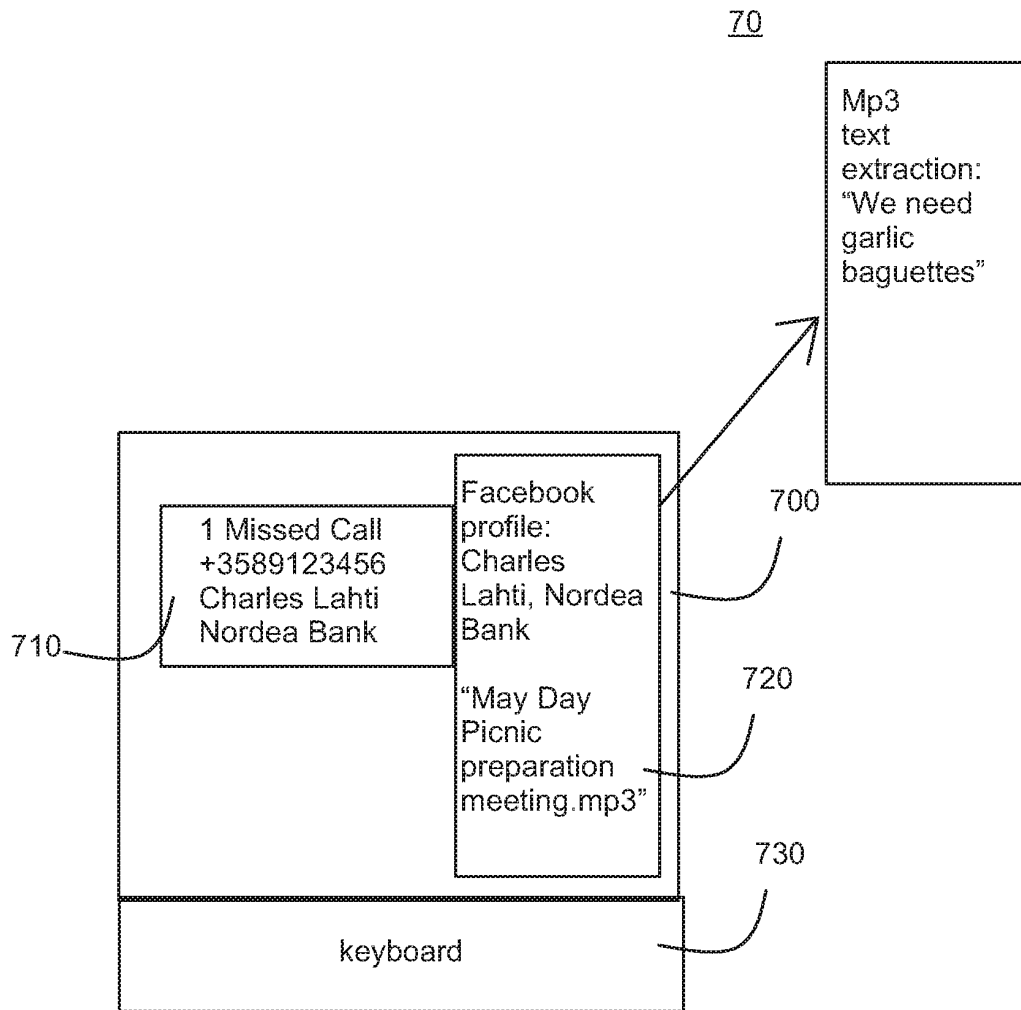 70
Mp3
text
extraction:
“We need
garlic
baguettes”
700
Facebook
profile:
Charles
Lahti, Nordea
Bank
1 Missed Call
+3589123456
Charles Lahti
Nordea Bank
710
720
“May Day
Picnic
preparation
meeting.mp3”
730
keyboard